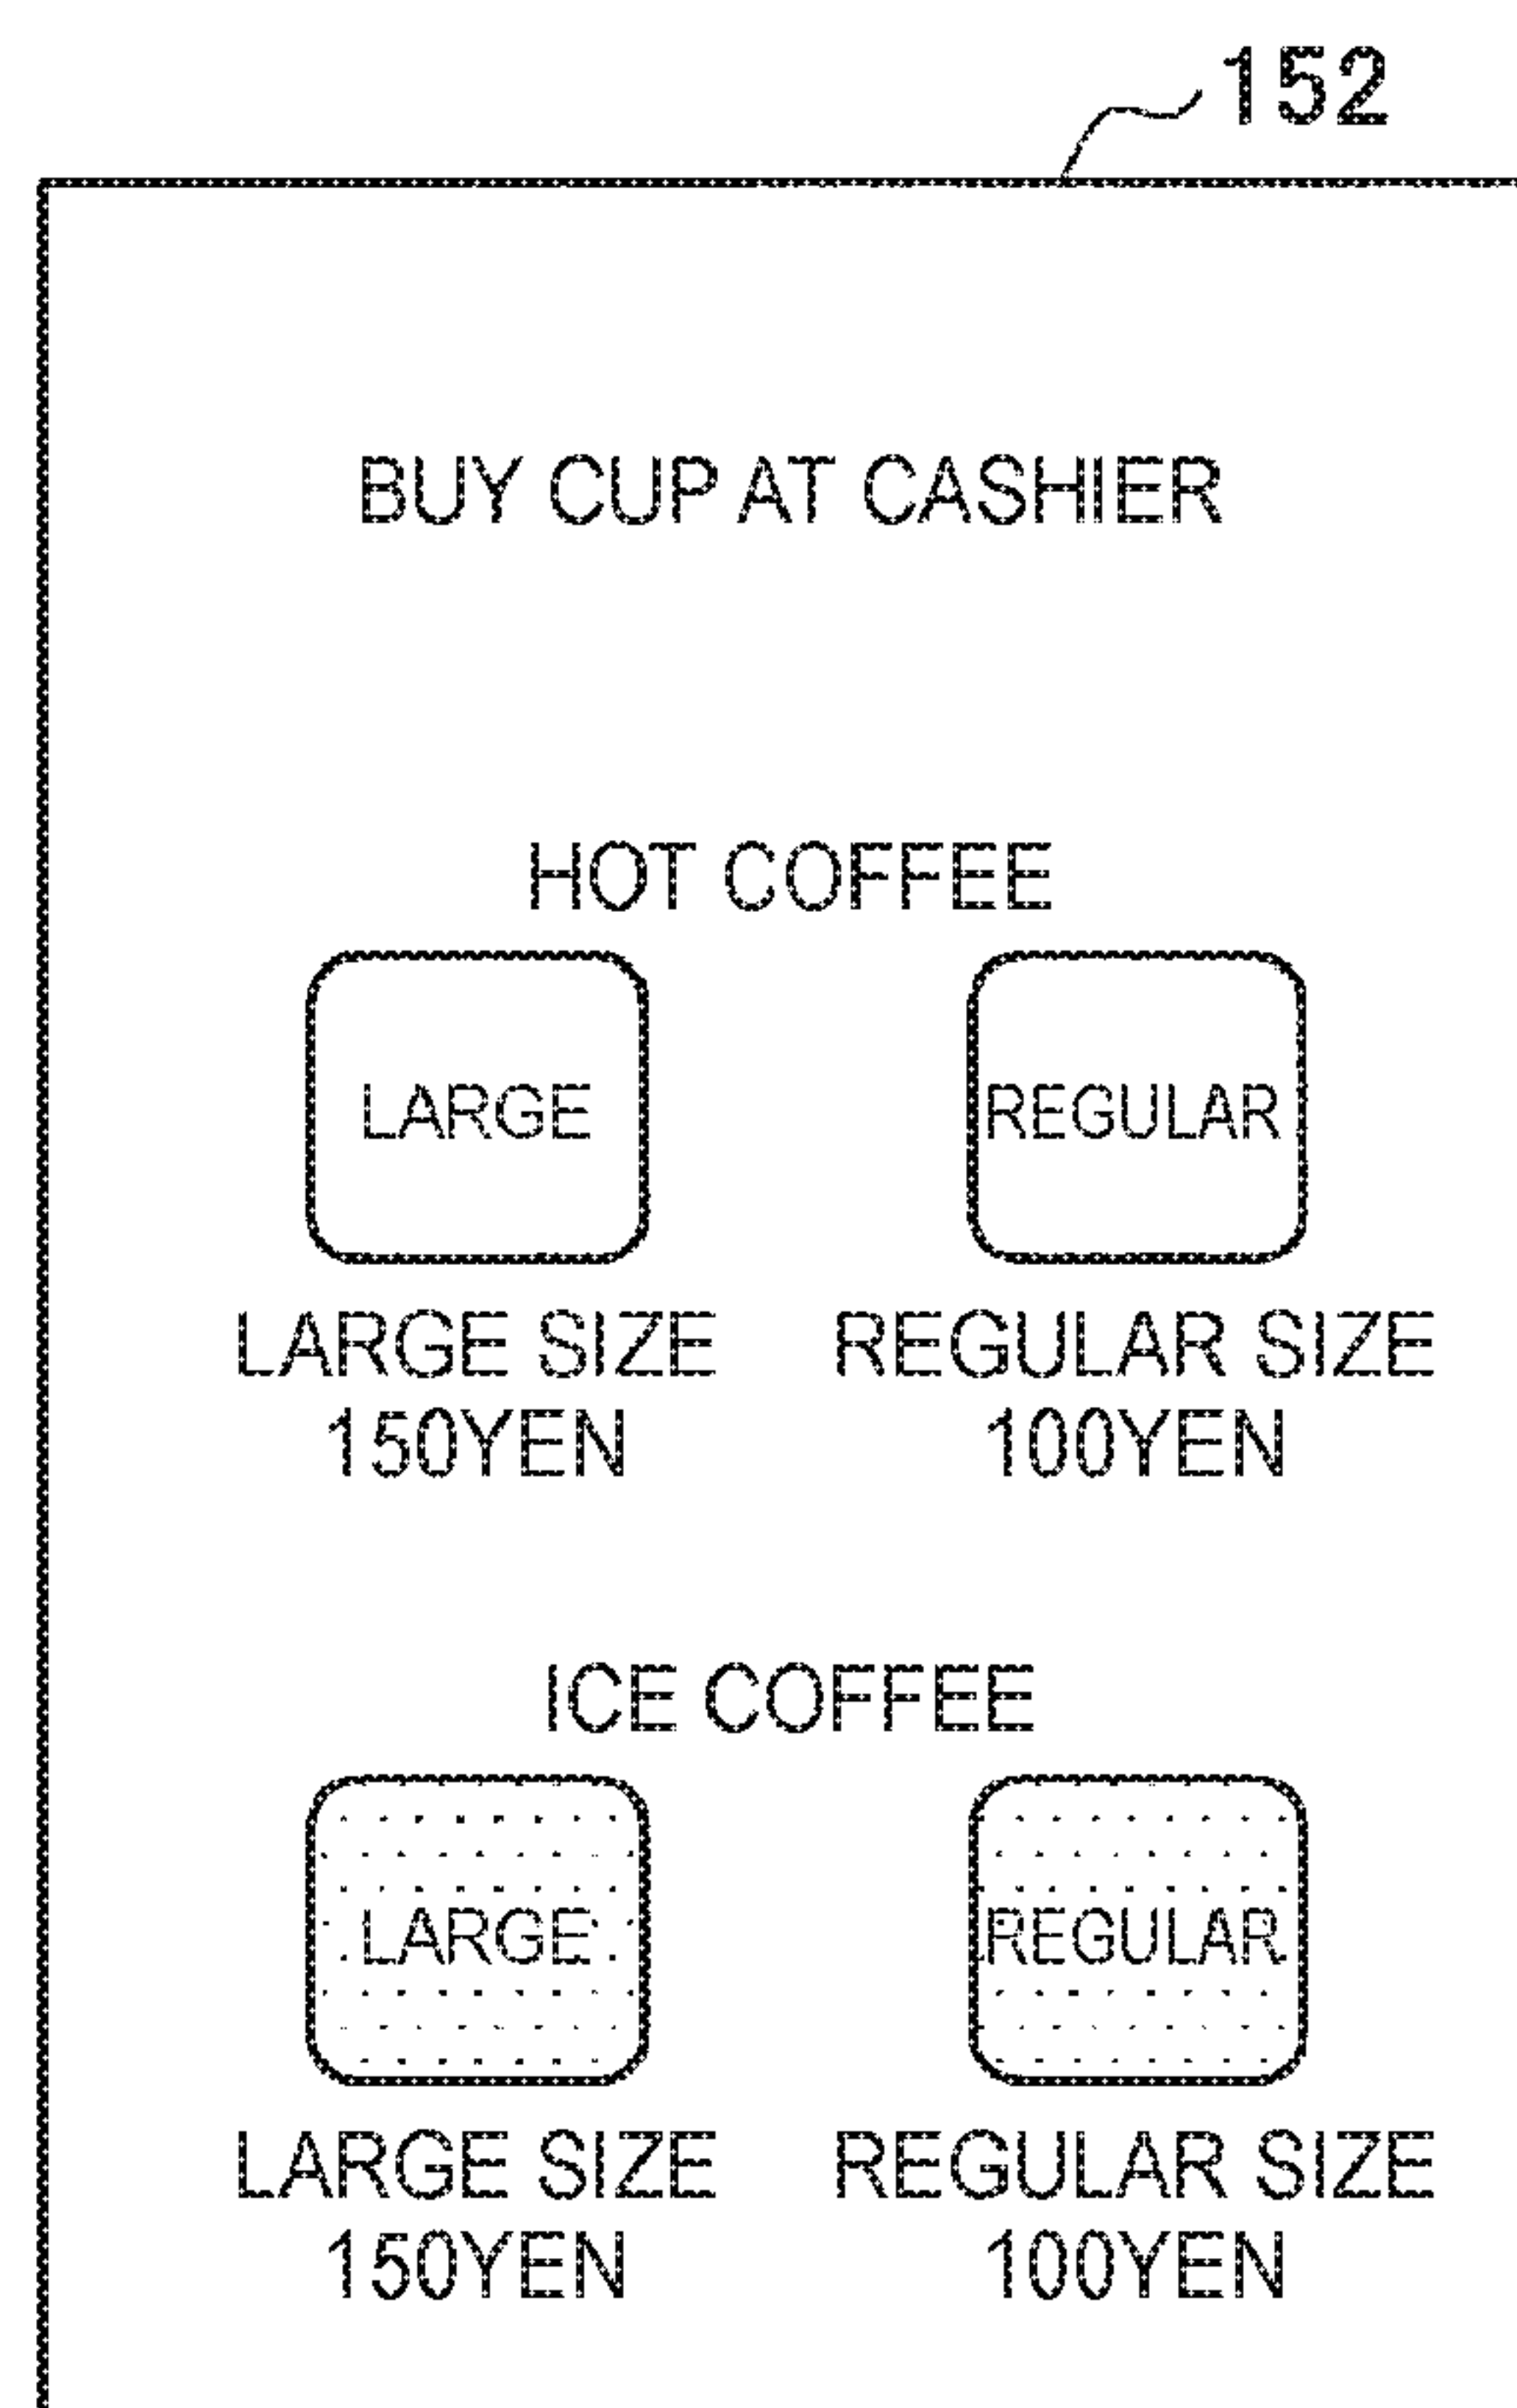 152
BUY CUP AT CASHIER
HOT COFFEE
LARGE REGULAR
LARGE SIZE REGULAR SIZE
150YEN 100YEN
ICE COFFEE
LARGE REGULAR
LARGE SIZE REGULAR SIZE
150YEN 100YEN